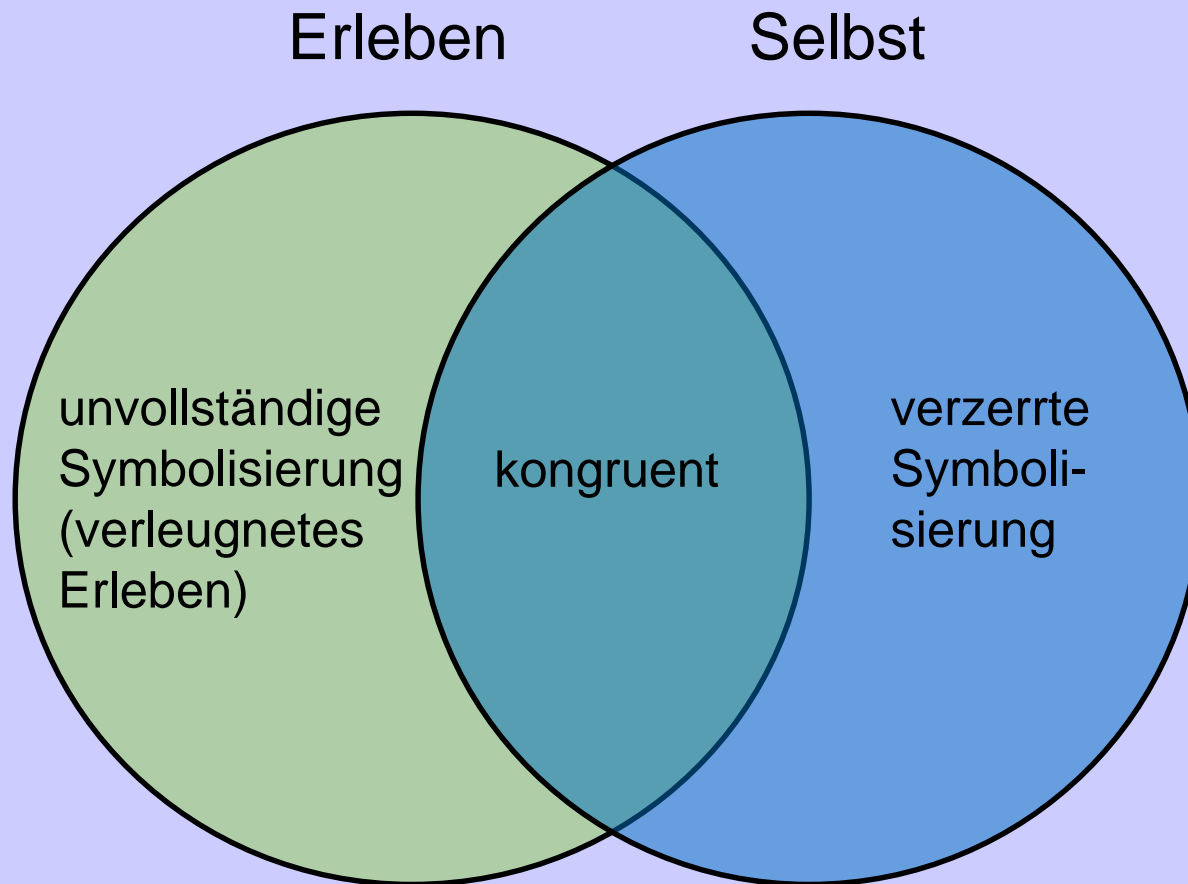 Erleben Selbst
unvollständige
Symbolisierung
(verleugnetes
Erleben)
kongruent
verzerrte
Symboli-
sierung